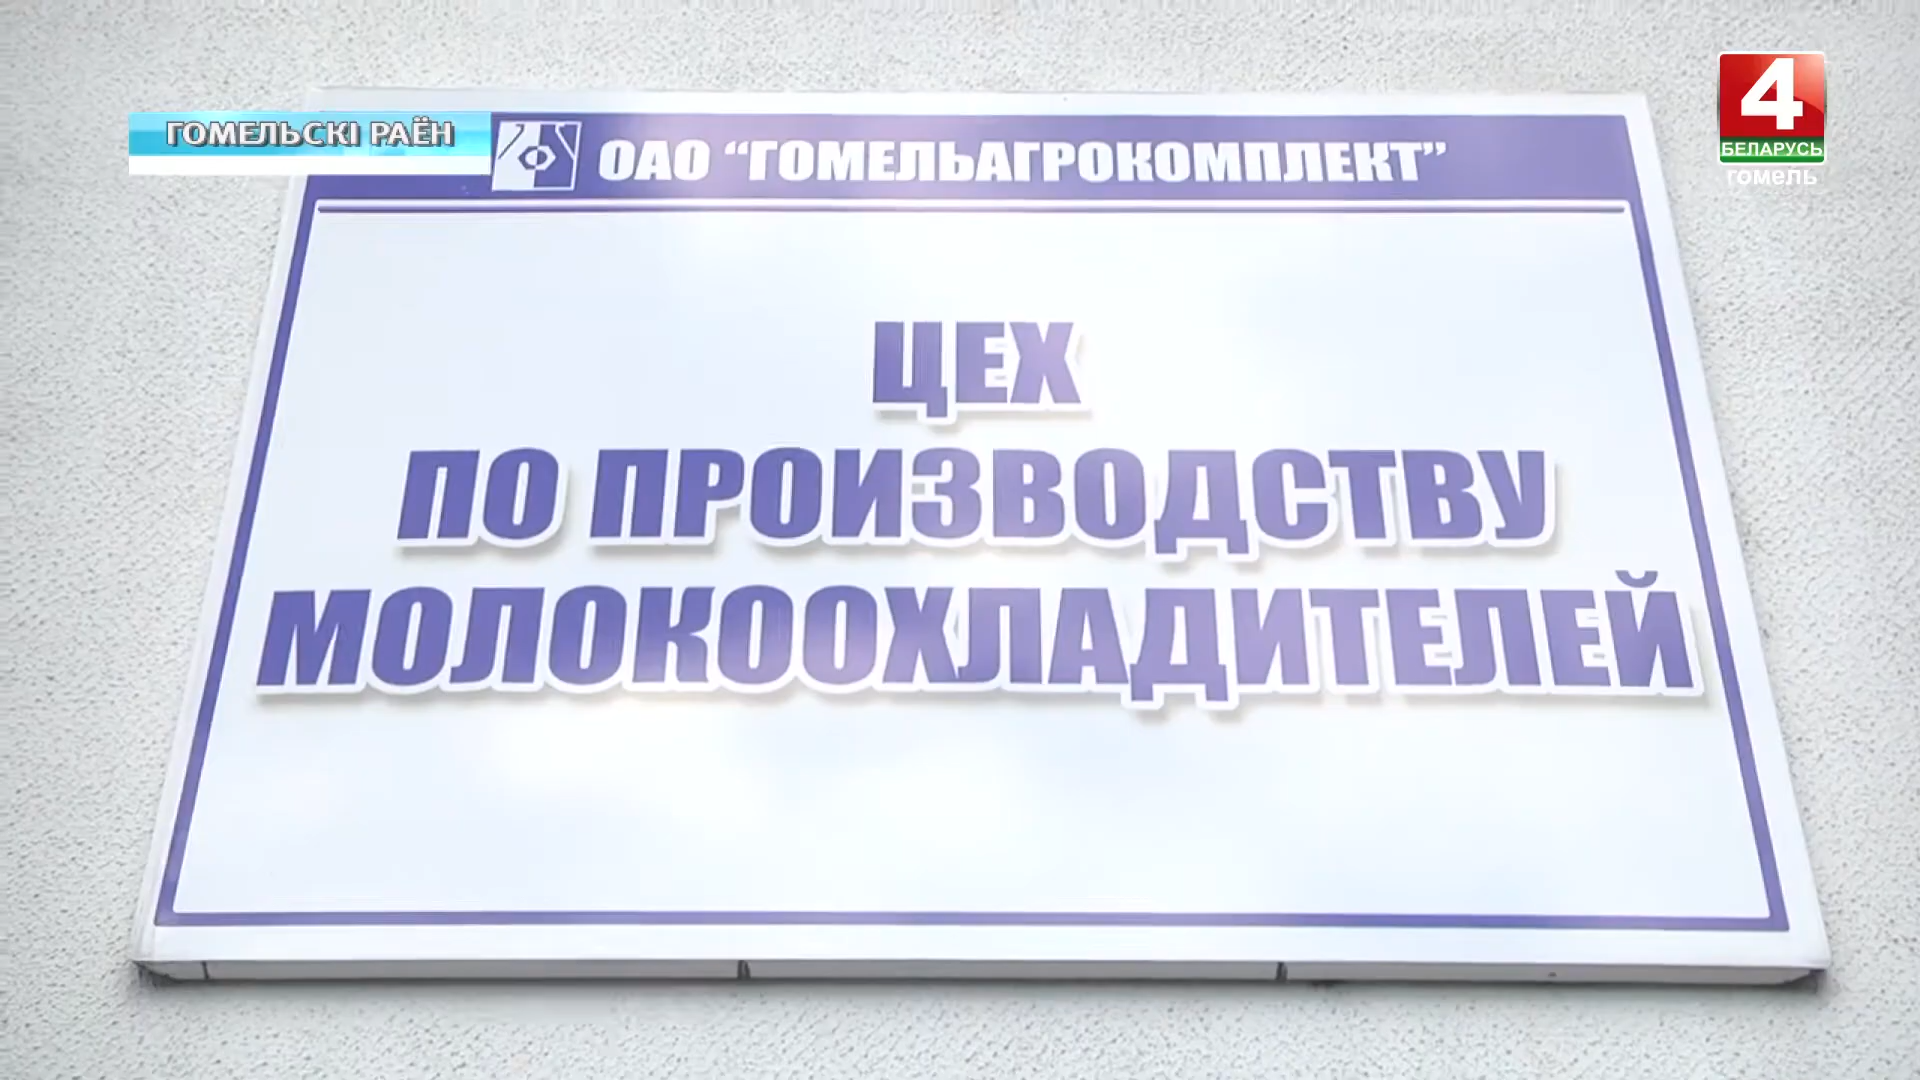 ГОМЕЛЬСКІ РАЁН
ОАО “ГОМЕЛЬАГРОКОМПЛЕКТ”
ЦЕХ
ПО ПРОИЗВОДСТВУ
МОЛОКООХЛАДИТЕЛЕЙ
4
БЕЛАРУСЬ
гомель